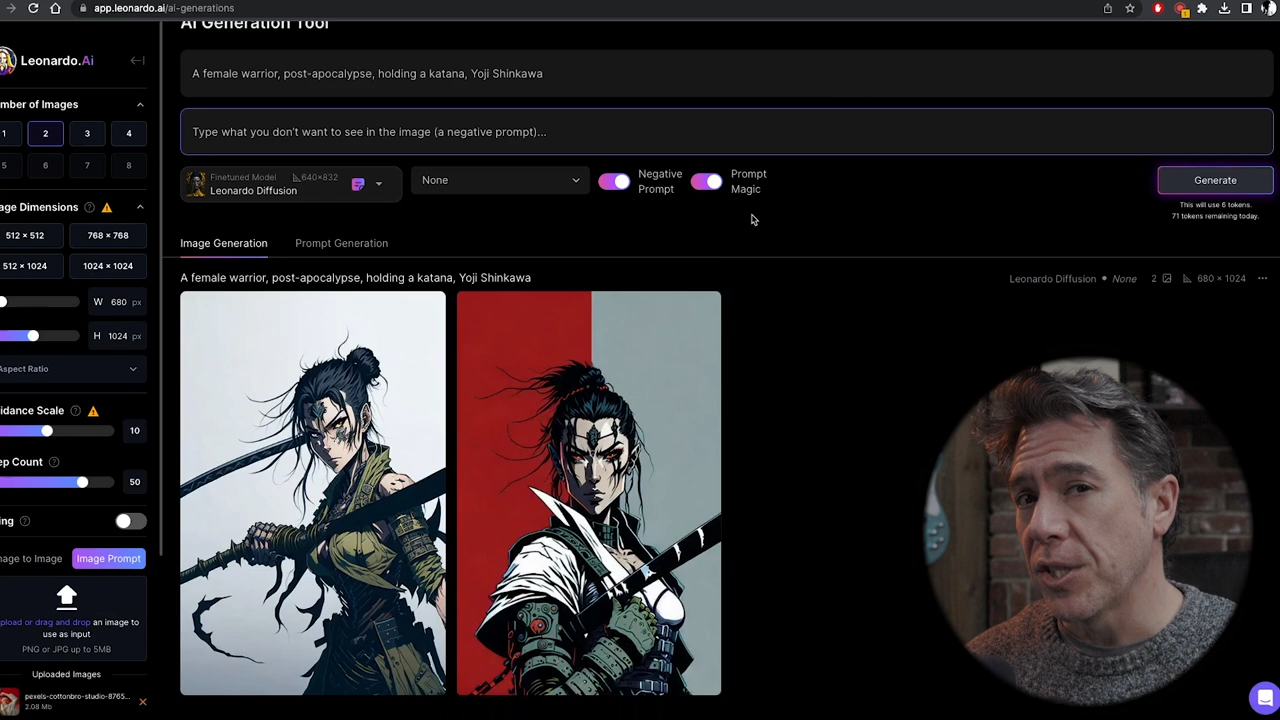 app.leonardo.ai/ai-generations
AI Generation Tool
Leonardo.Ai
A female warrior, post-apocalypse, holding a katana, Yoji Shinkawa
mber of Images
1 2 3 4
5 6 7 8
Type what you don't want to see in the image (a negative prompt)...
Finetuned Model 640×832
Leonardo Diffusion
None
Negative
Prompt
Prompt
Magic
Generate
This will use 6 tokens.
71 tokens remaining today.
age Dimensions
512 × 512 768 × 768
512 × 1024 1024 × 1024
W 680 px
H 1024 px
Aspect Ratio
idance Scale
10
ep Count
50
ing
nage to Image Image Prompt
pload or drag and drop an image to
use as input
PNG or JPG up to 5MB
Uploaded Images
pexels-cottonbro-studio-8765...
2.08 Mb
Image Generation Prompt Generation
A female warrior, post-apocalypse, holding a katana, Yoji Shinkawa
Leonardo Diffusion • None 2 680 × 1024